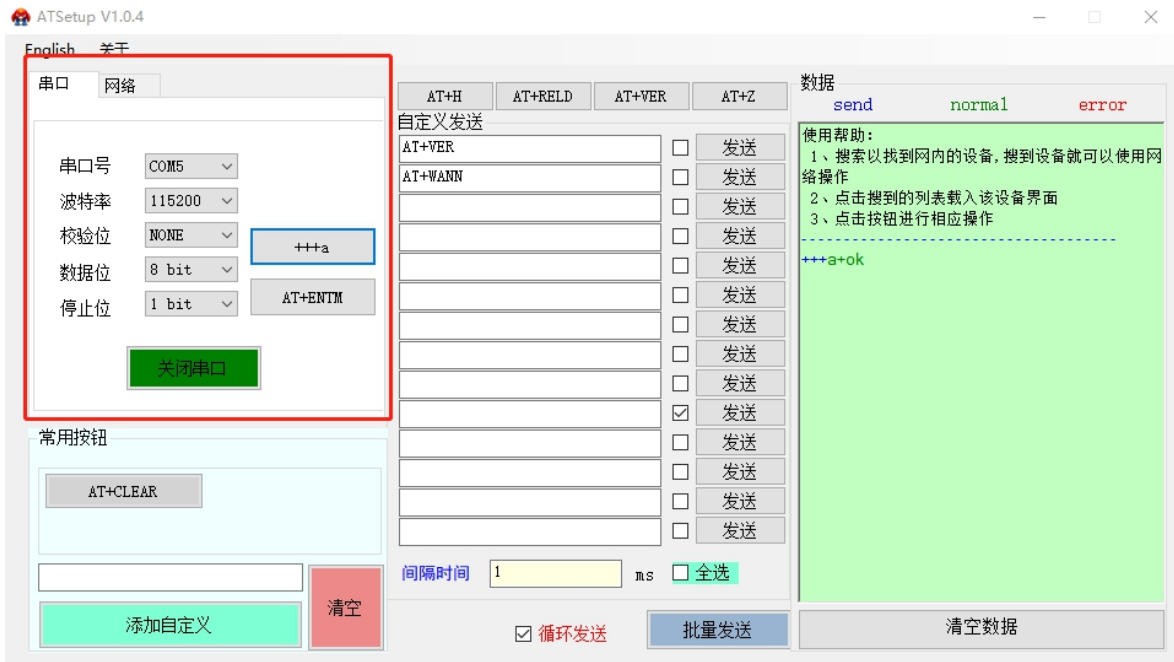 ATSetup V1.0.4
English 关于
串口 网络
串口号 COM5
波特率 115200
校验位 NONE
数据位 8 bit
停止位 1 bit
+++a
AT+ENTM
关闭串口
常用按钮
AT+CLEAR
添加自定义
清空
AT+H AT+RELD AT+VER AT+Z
自定义发送
AT+VER 发送
AT+WANN 发送
发送
发送
发送
发送
发送
发送
发送
发送
发送
发送
发送
发送
间隔时间 1 ms 全选
循环发送 批量发送
数据
send normal error
使用帮助:
1、搜索以找到网内的设备,搜到设备就可以使用网
络操作
2、点击搜到的列表载入该设备界面
3、点击按钮进行相应操作
------------------------------------
+++a+ok
清空数据